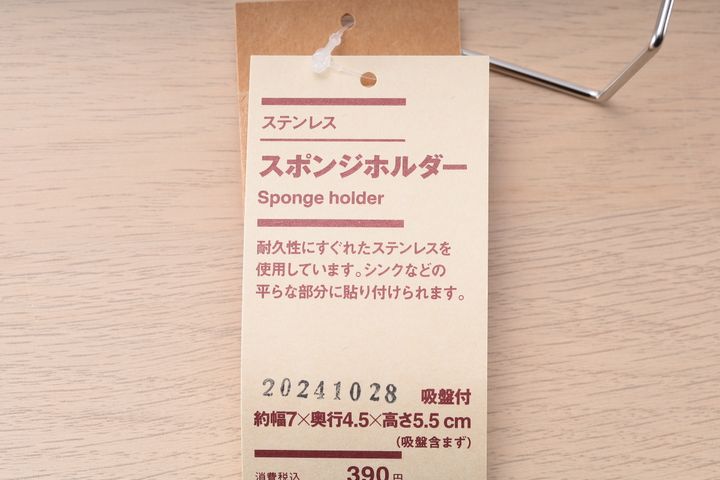 ステンレス
スポンジホルダー
Sponge holder
耐久性にすぐれたステンレスを
使用しています。シンクなどの
平らな部分に貼り付けられます。
20241028 吸盤付
約幅7×奥行4.5×高さ5.5 cm
(吸盤含まず)
消費税込 390円